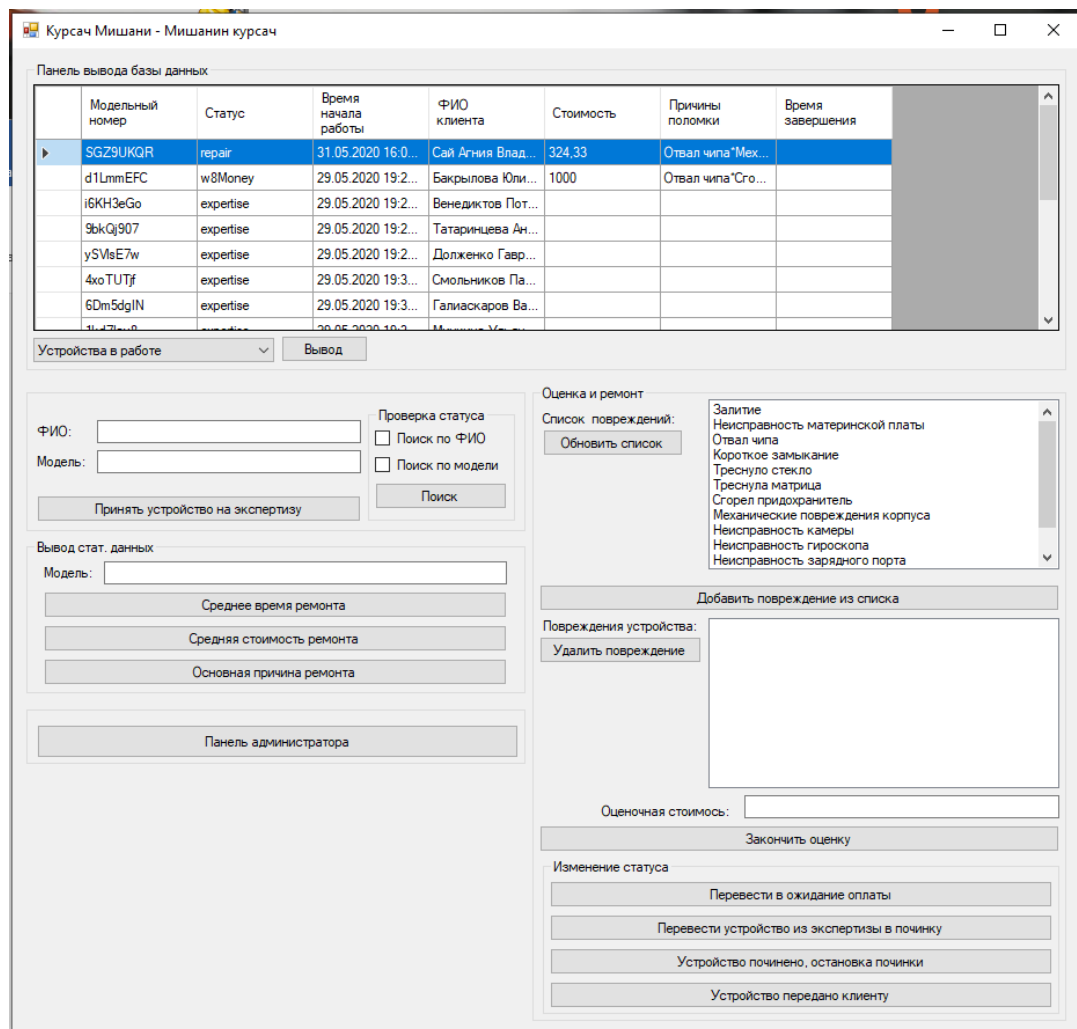 Курсач Мишани - Мишанин курсач
Панель вывода базы данных
Модельный номер Статус Время начала работы ФИО клиента Стоимость Причины поломки Время завершения
SGZ9UKQR repair 31.05.2020 16:0... Сай Агния Влад... 324,33 Отвал чипа*Мех...
d1LmmEFC w8Money 29.05.2020 19:2... Бакрылова Юли... 1000 Отвал чипа*Сго...
i6KH3eGo expertise 29.05.2020 19:2... Венедиктов Пот...
9bkQj907 expertise 29.05.2020 19:2... Татаринцева Ан...
ySVlsE7w expertise 29.05.2020 19:2... Долженко Гавр...
4xoTUTjf expertise 29.05.2020 19:3... Смольников Па...
6Dm5dgIN expertise 29.05.2020 19:3... Галиаскаров Ва...
Устройства в работе Вывод
ФИО:
Модель:
Принять устройство на экспертизу
Проверка статуса
Поиск по ФИО
Поиск по модели
Поиск
Вывод стат. данных
Модель:
Среднее время ремонта
Средняя стоимость ремонта
Основная причина ремонта
Панель администратора
Оценка и ремонт
Список повреждений:
Обновить список
Залитие
Неисправность материнской платы
Отвал чипа
Короткое замыкание
Треснуло стекло
Треснула матрица
Сгорел придохранитель
Механические повреждения корпуса
Неисправность камеры
Неисправность гироскопа
Неисправность зарядного порта
Добавить повреждение из списка
Повреждения устройства:
Удалить повреждение
Оценочная стоимось:
Закончить оценку
Изменение статуса
Перевести в ожидание оплаты
Перевести устройство из экспертизы в починку
Устройство починено, остановка починки
Устройство передано клиенту